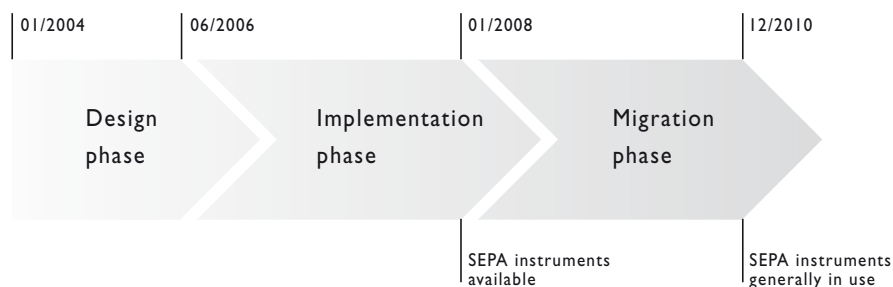 01/2004
06/2006
01/2008
12/2010
Design
phase
Implementation
phase
Migration
phase
SEPA instruments
available
SEPA instruments
generally in use